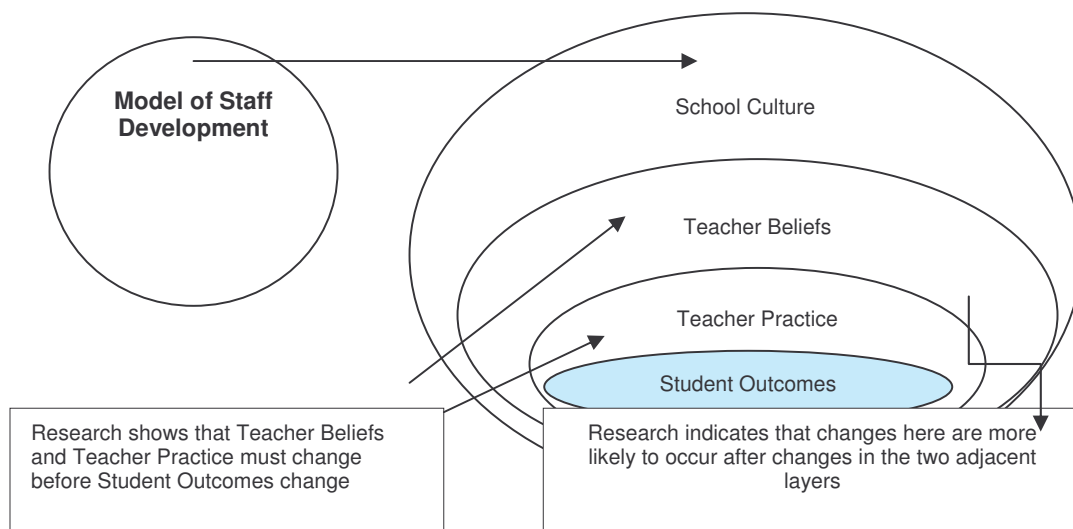 Model of Staff
Development
School Culture
Teacher Beliefs
Teacher Practice
Student Outcomes
Research shows that Teacher Beliefs
and Teacher Practice must change
before Student Outcomes change
Research indicates that changes here are more
likely to occur after changes in the two adjacent
layers